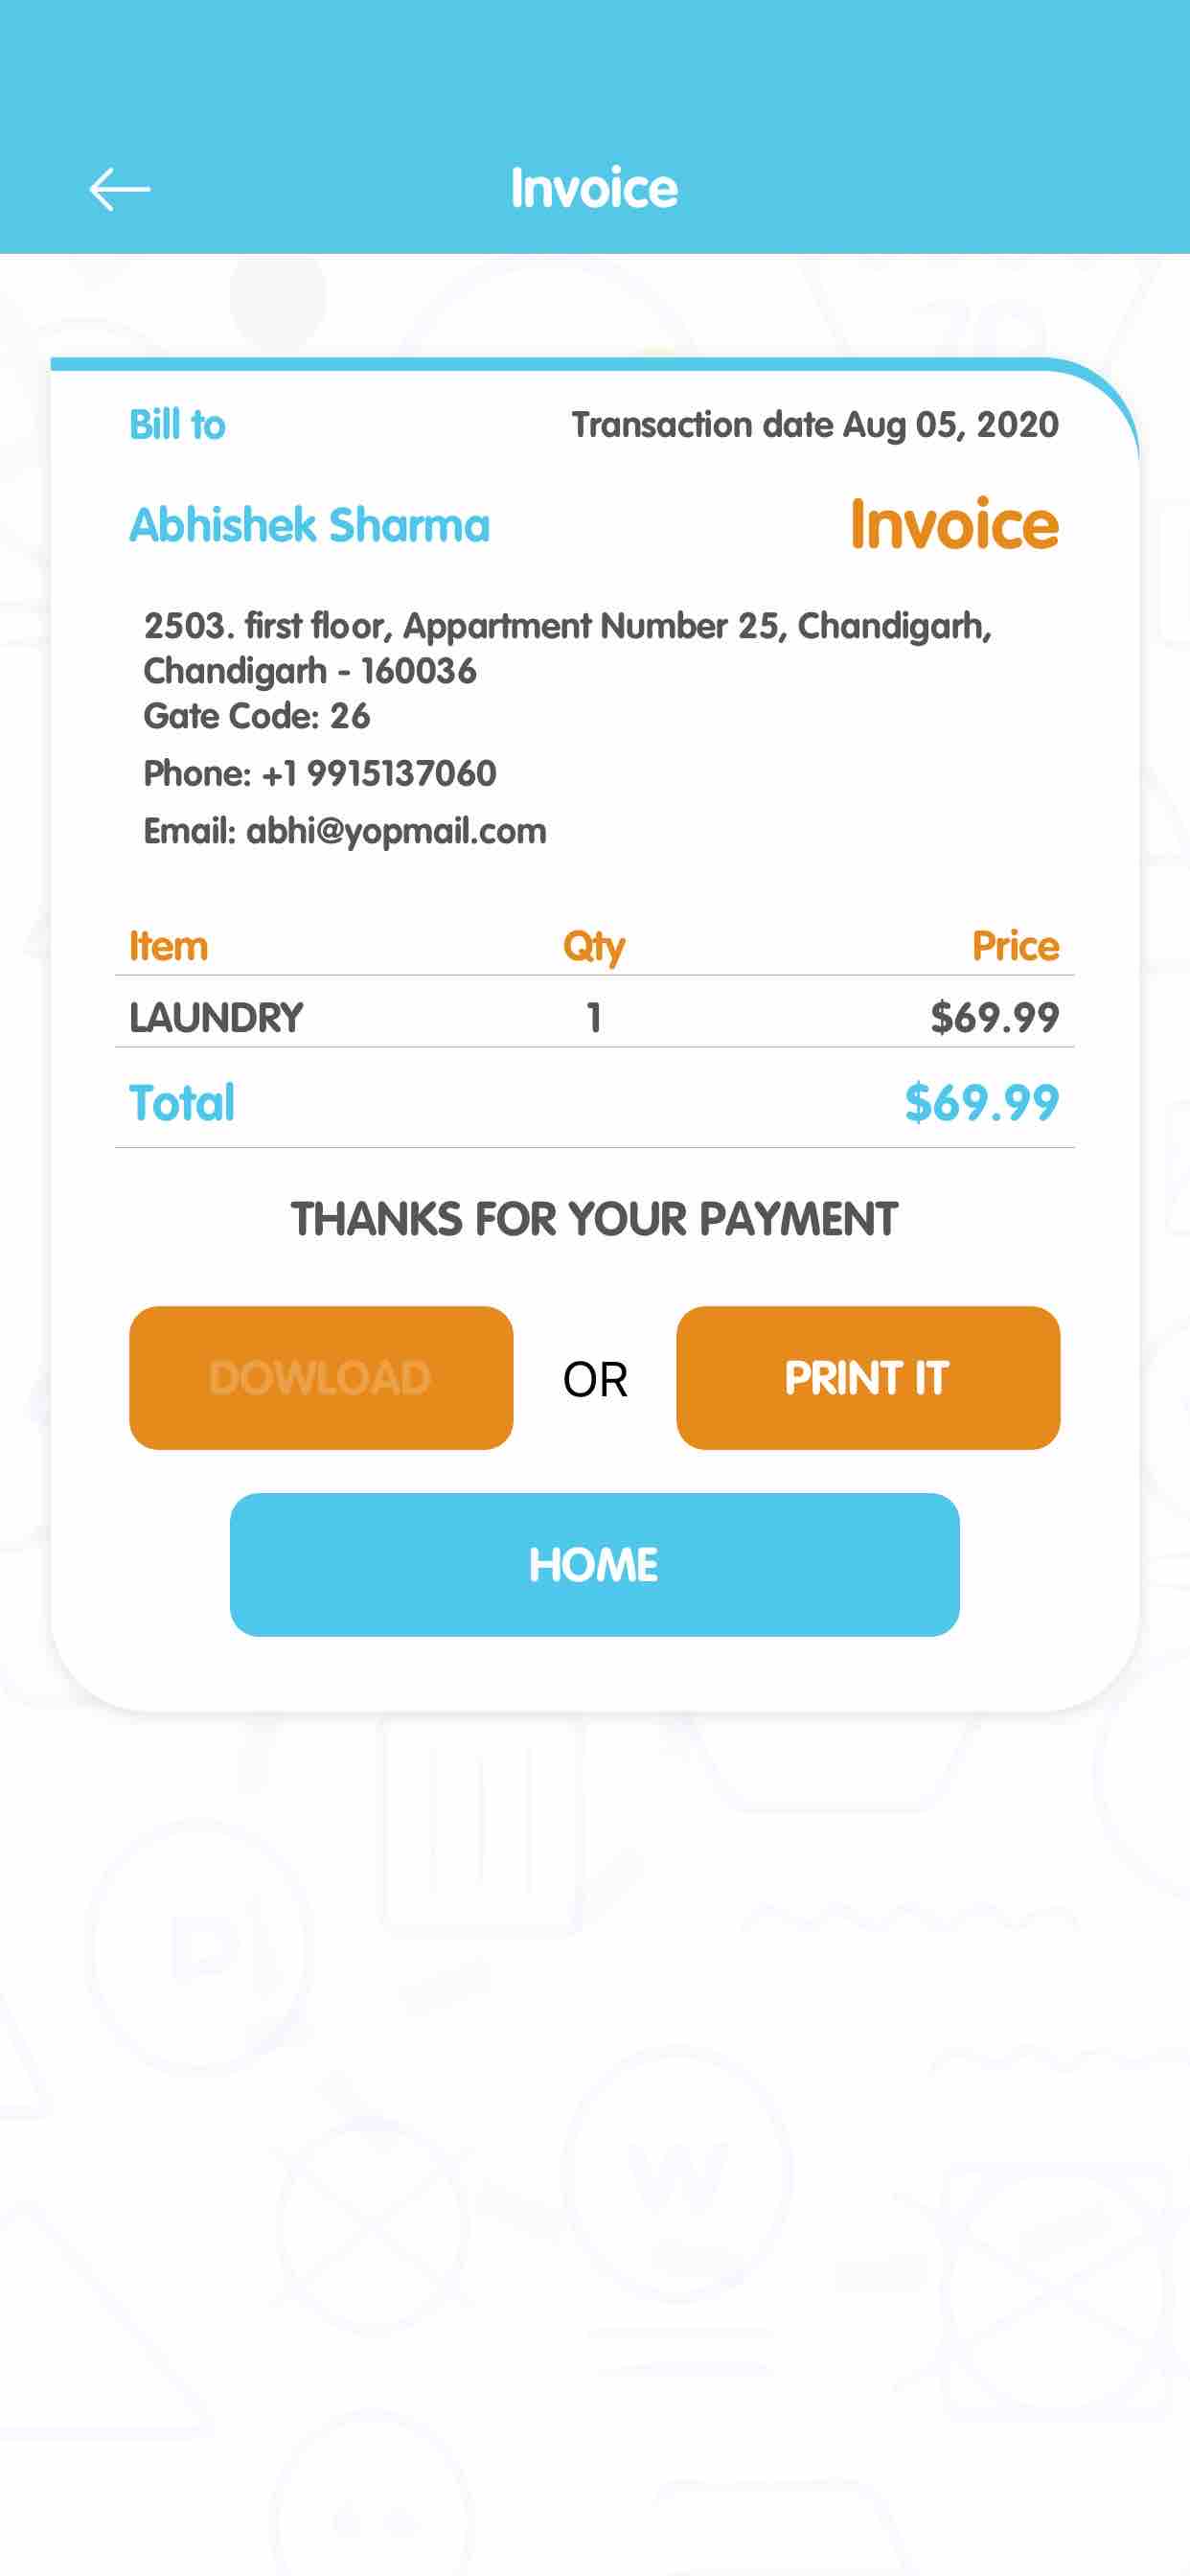 Invoice
Bill to
Transaction date Aug 05, 2020
Abhishek Sharma
Invoice
2503. first floor, Appartment Number 25, Chandigarh,
Chandigarh - 160036
Gate Code: 26
Phone: +1 9915137060
Email: abhi@yopmail.com
Item Qty Price
LAUNDRY 1 $69.99
Total $69.99
THANKS FOR YOUR PAYMENT
DOWLOAD OR PRINT IT
HOME
P
W